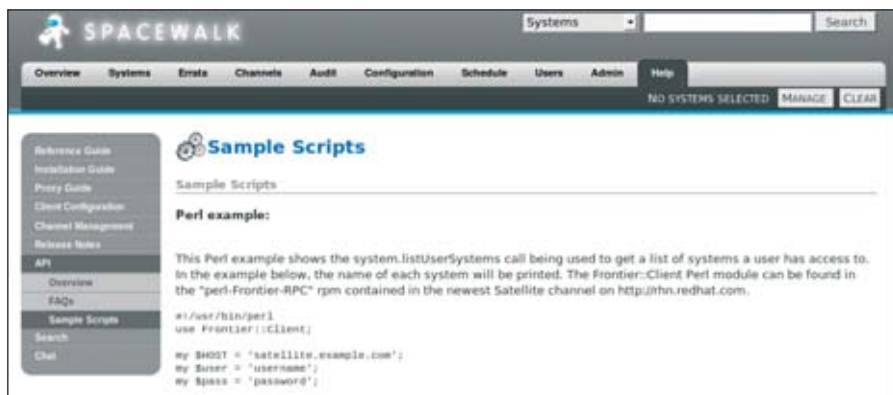 SPACEWALK
Systems
Search
Overview Systems Errata Channels Audit Configuration Schedule Users Admin Help
NO SYSTEMS SELECTED MANAGE CLEAR
Reference Guide
Installation Guide
Proxy Guide
Client Configuration
Channel Management
Release Notes
API
Overview
FAQs
Sample Scripts
Search
Chat
Sample Scripts
Sample Scripts
Perl example:
This Perl example shows the system.listUserSystems call being used to get a list of systems a user has access to.
In the example below, the name of each system will be printed. The Frontier::Client Perl module can be found in
the "perl-Frontier-RPC" rpm contained in the newest Satellite channel on http://rhn.redhat.com.
#!/usr/bin/perl
use Frontier::Client;
my $HOST = 'satellite.example.com';
my $user = 'username';
my $pass = 'password';